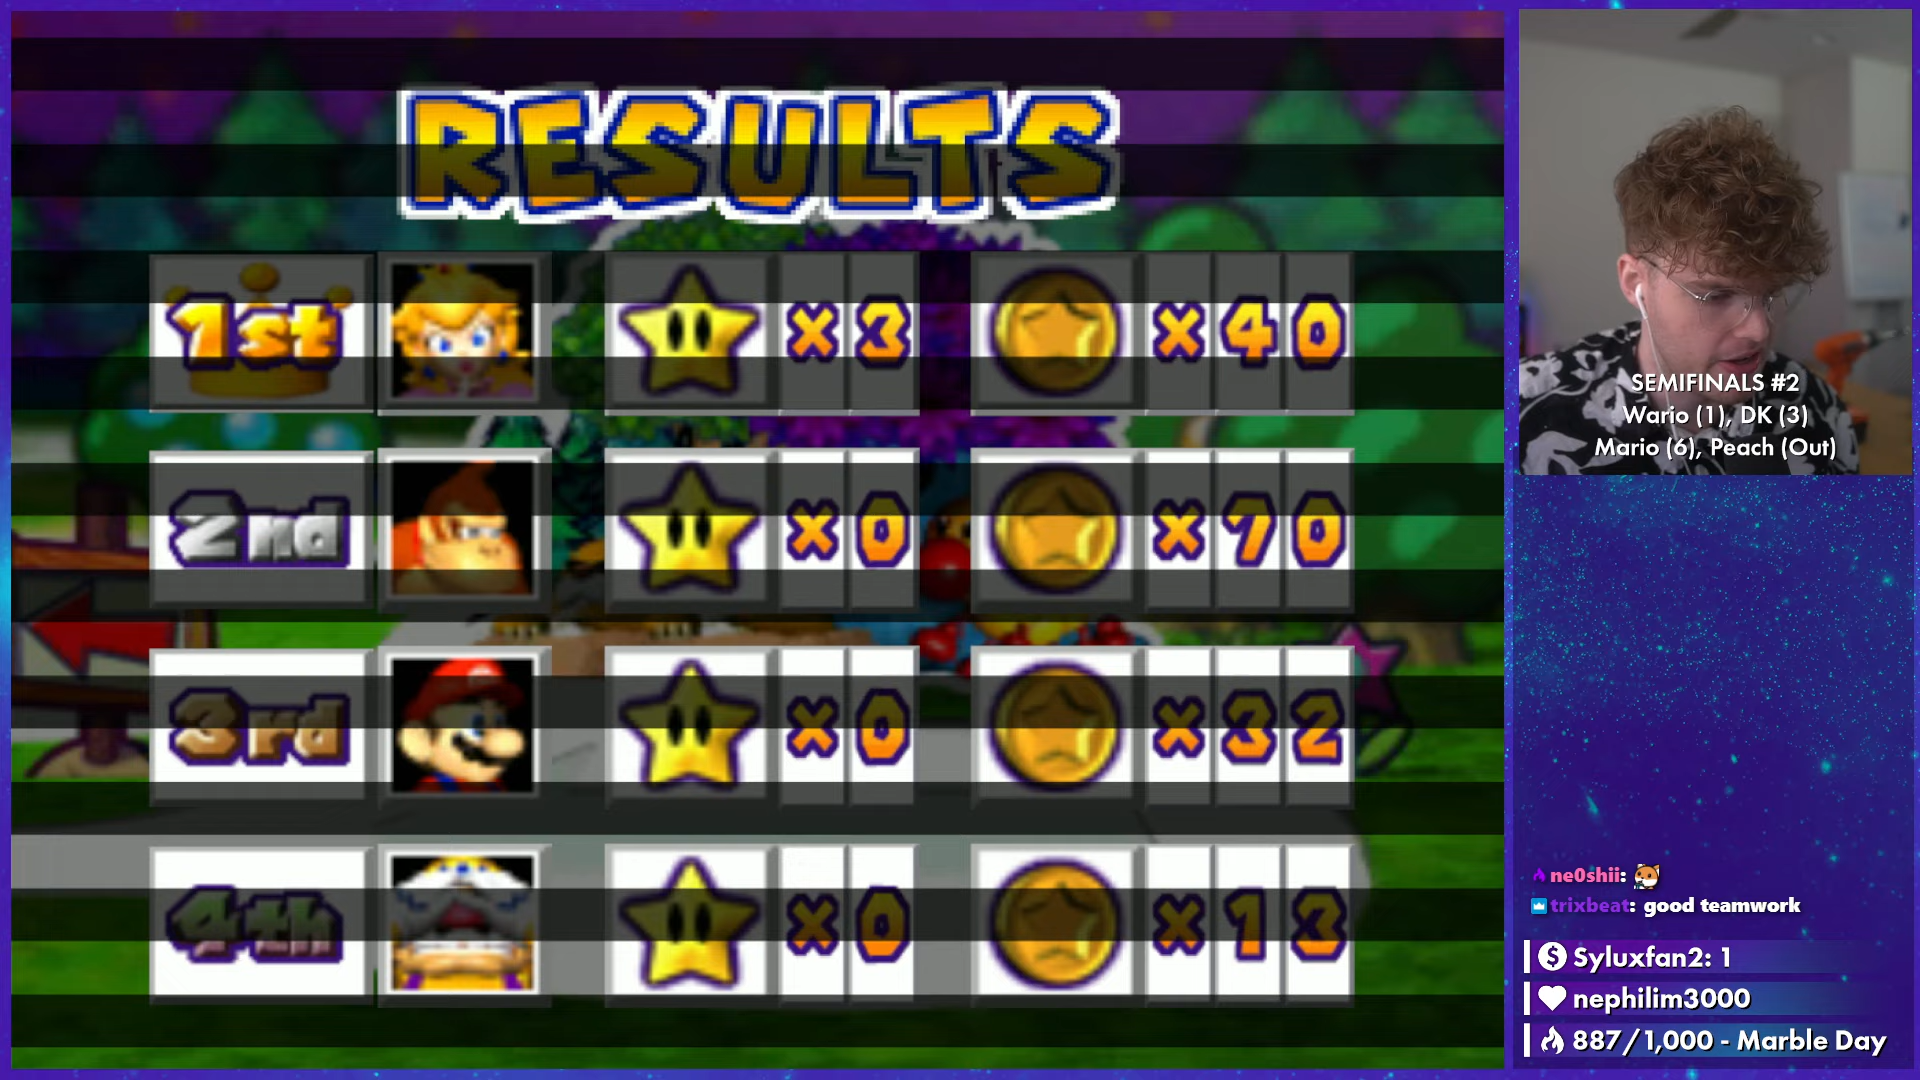 RESULTS
1st ×3 ×40
2nd ×0 ×70
3rd ×0 ×32
4th ×0 ×13
SEMIFINALS #2
Wario (1), DK (3)
Mario (6), Peach (Out)
ne0shii:
trixbeat: good teamwork
$ Syluxfan2: 1
nephilim3000
887/1,000 - Marble Day